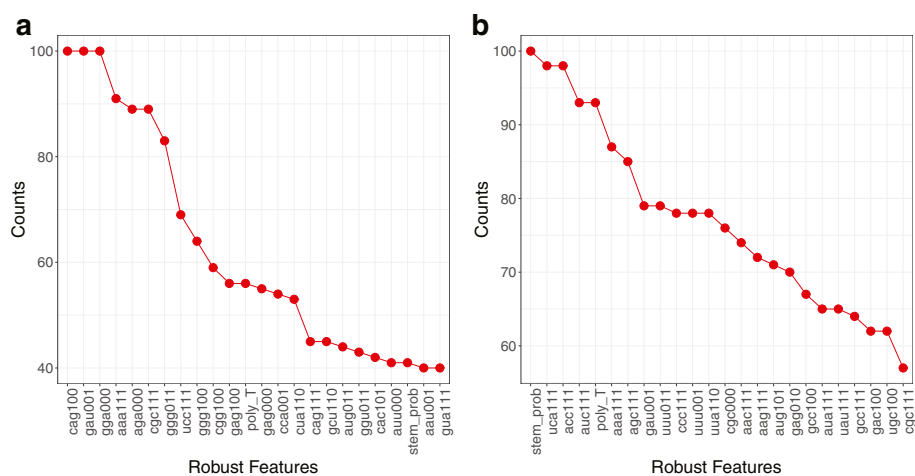 a
100
80
60
40
Counts
cag100
gau001
gga000
aaa111
aga000
cgc111
ggg011
ucc111
ggg100
cgg100
gag100
poly_T
gag000
cca001
cua110
cag111
gcu110
aug011
ggu011
cac101
auu000
stem_prob
aau001
gua111
Robust Features
b
100
90
80
70
60
Counts
stem_prob
uca111
acc111
auc111
poly_T
aaa111
agc111
gau001
uuu011
ccc111
uuu001
uua110
cgc000
aac111
aag111
aug101
gag010
gcc100
aua111
uau111
gcc111
gac100
ugc100
cgc111
Robust Features